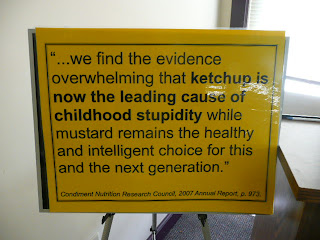 “...we find the evidence
overwhelming that ketchup is
now the leading cause of
childhood stupidity while
mustard remains the healthy
and intelligent choice for this
and the next generation.”
Condiment Nutrition Research Council, 2007 Annual Report, p. 973.